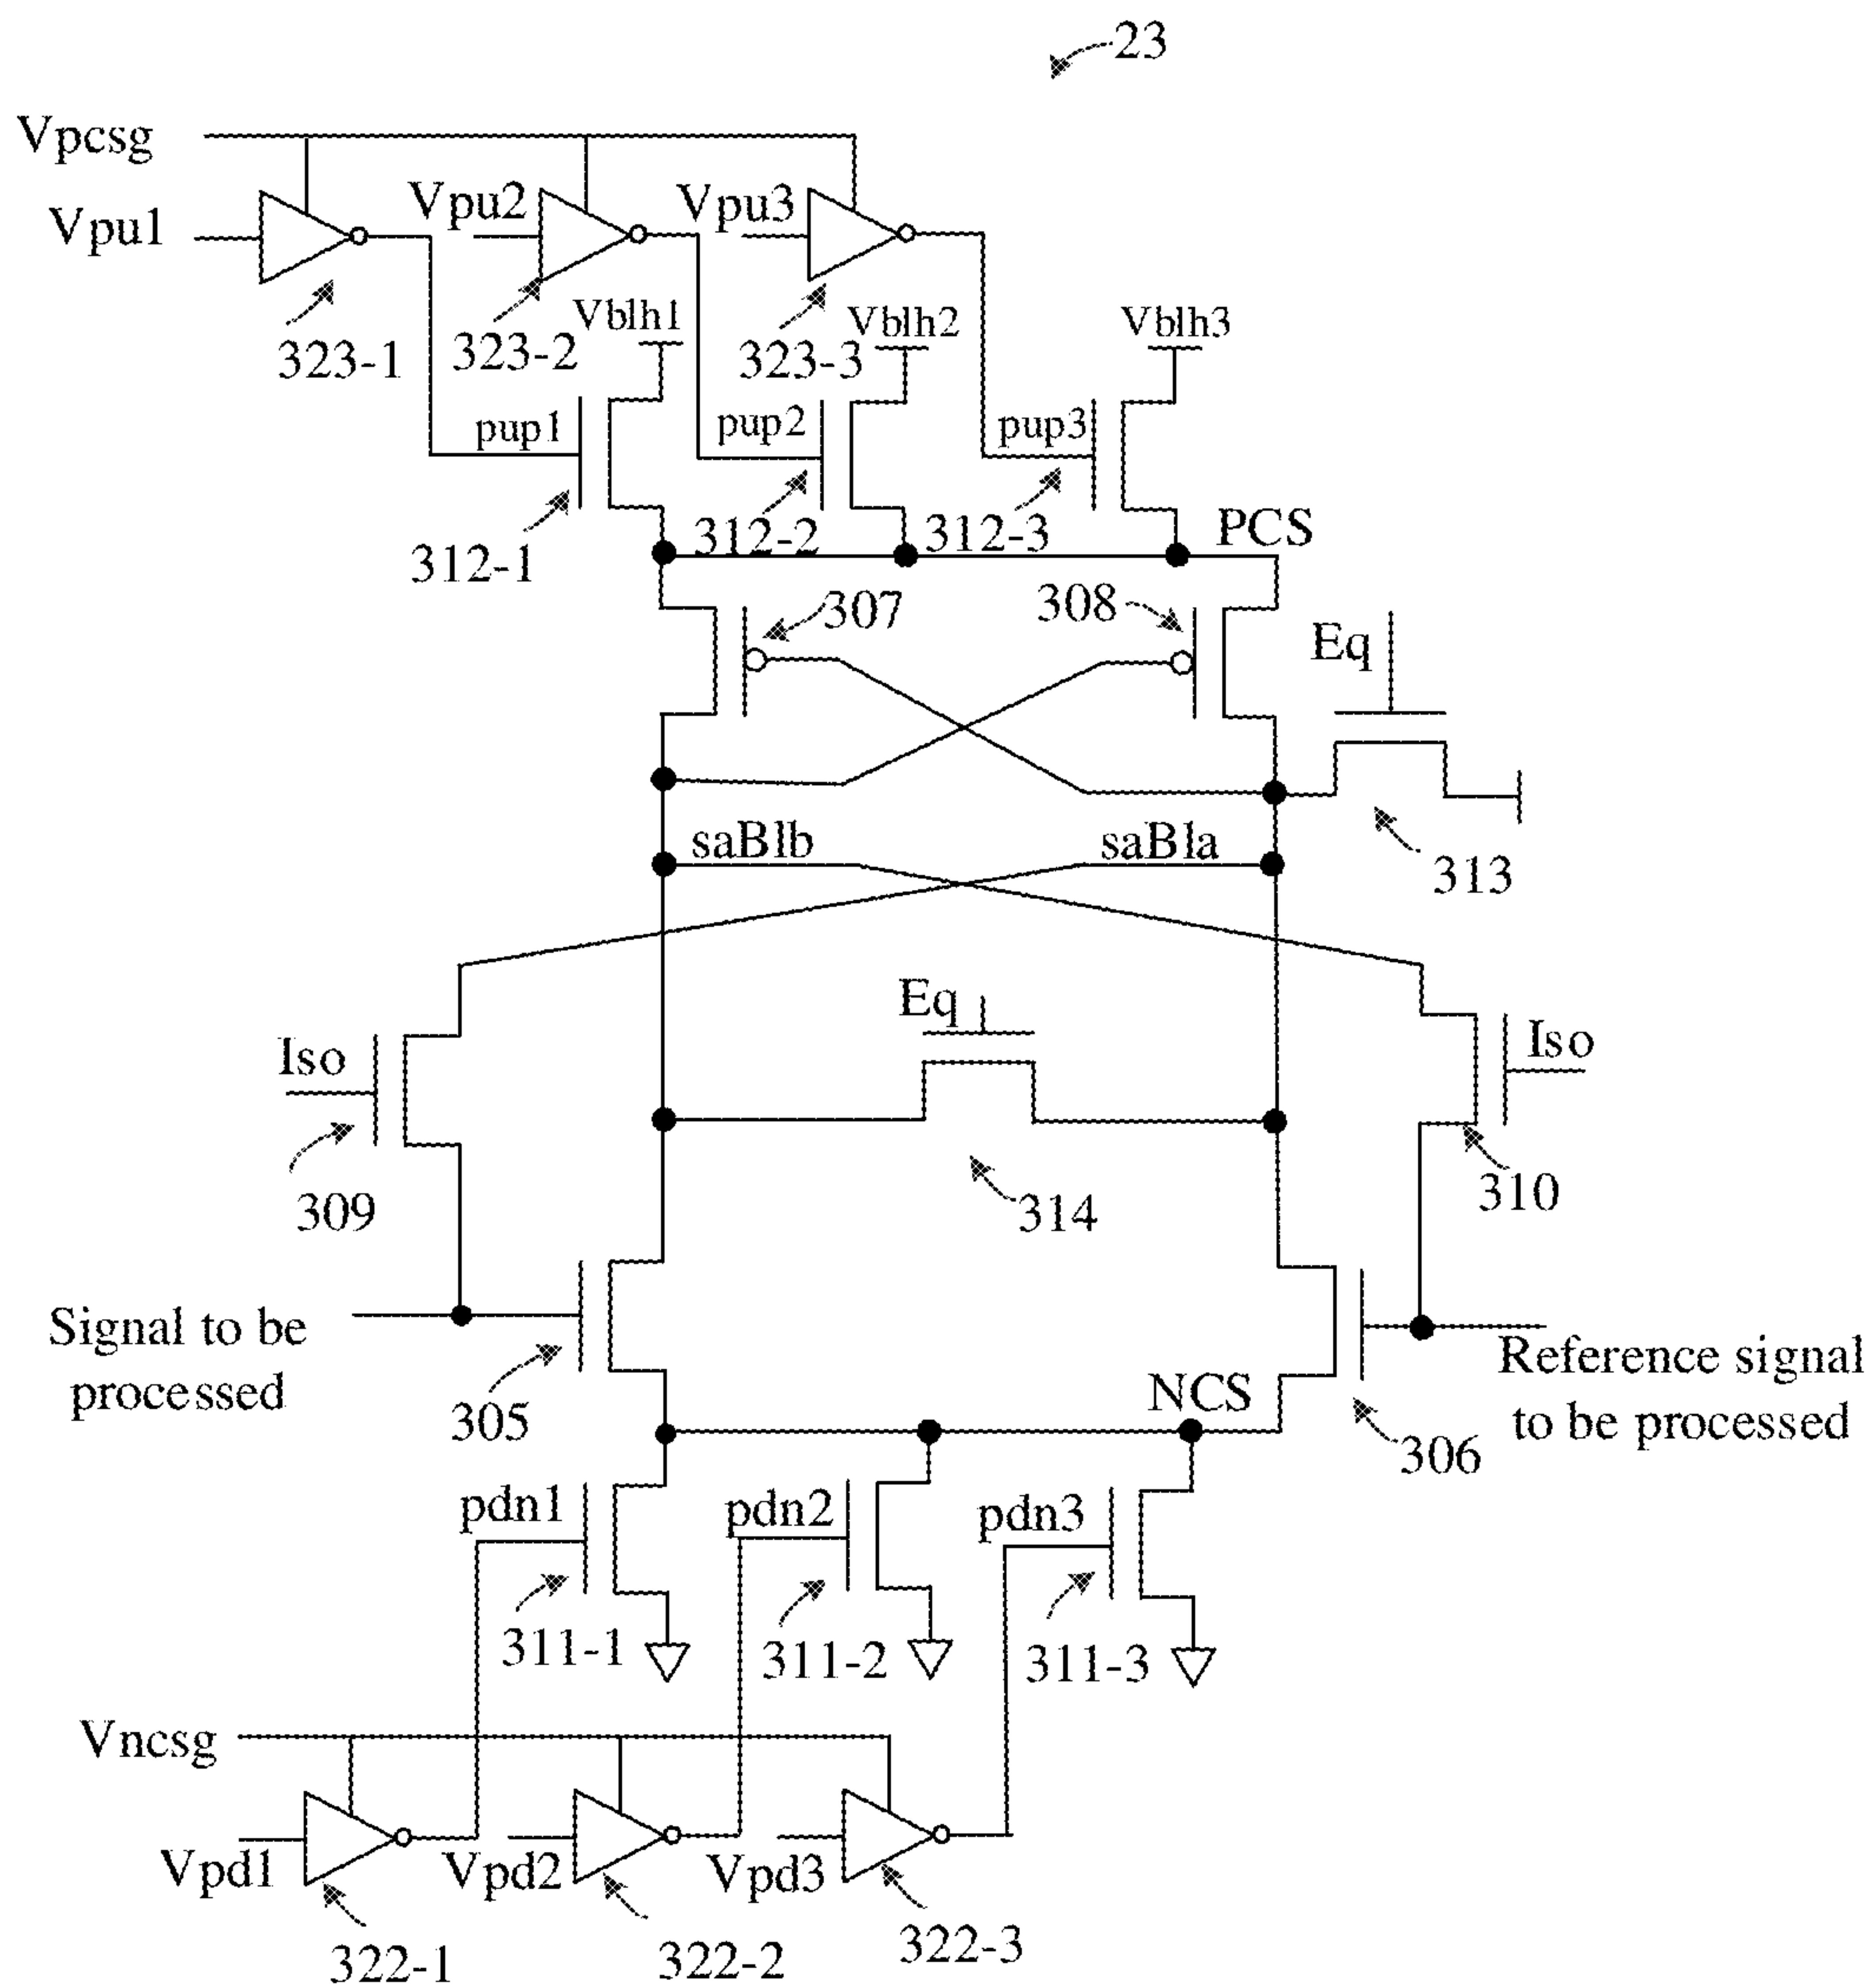 23
Vpcsg
Vpu1
Vpu2
Vpu3
323-1
323-2
323-3
Vblh1
Vblh2
Vblh3
pup1
pup2
pup3
312-1
312-2
312-3
PCS
307
308
Eq
313
saBlb
saBla
Iso
Eq
Iso
309
314
310
Signal to be
processed
305
NCS
Reference signal
to be processed
306
pdn1
pdn2
pdn3
311-1
311-2
311-3
Vncsg
Vpd1
Vpd2
Vpd3
322-1
322-2
322-3